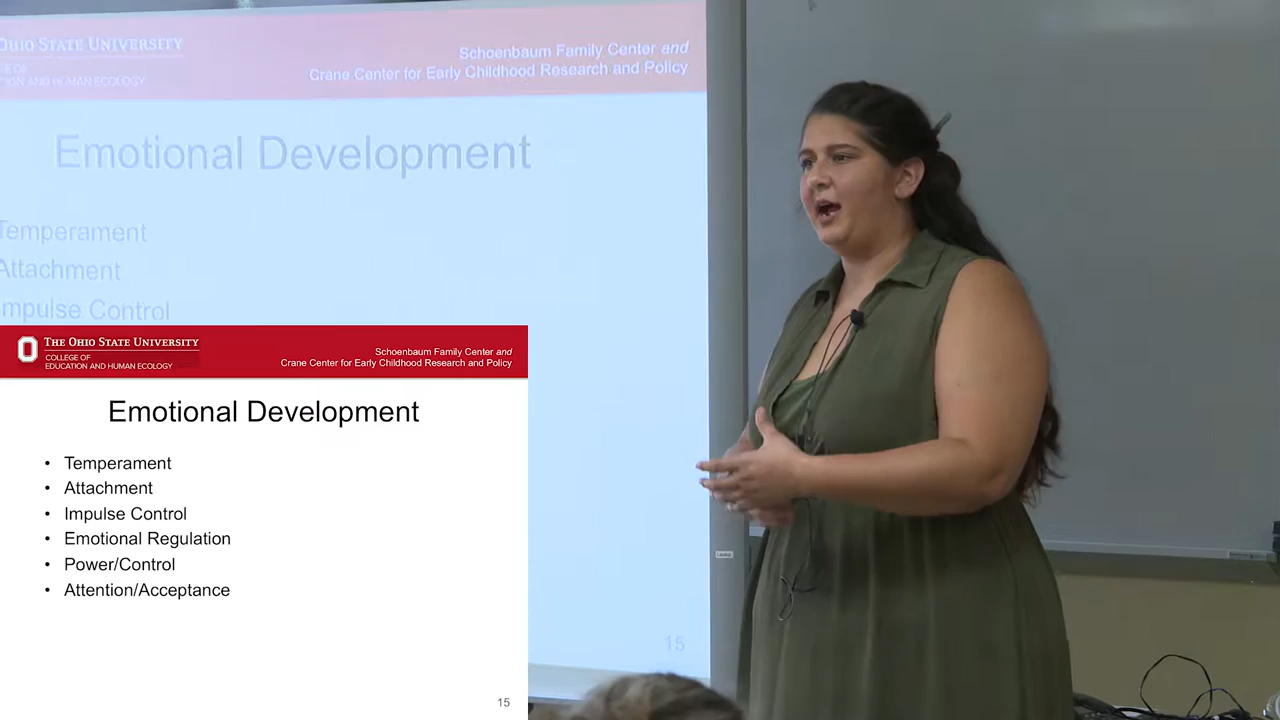 OHIO STATE UNIVERSITY
Schoenbaum Family Center and
Crane Center for Early Childhood Research and Policy
AND HUMAN ECOLOGY
Emotional Development
Temperament
Attachment
Impulse Control
15
THE OHIO STATE UNIVERSITY
COLLEGE OF
EDUCATION AND HUMAN ECOLOGY
Schoenbaum Family Center and
Crane Center for Early Childhood Research and Policy
Emotional Development
• Temperament
• Attachment
• Impulse Control
• Emotional Regulation
• Power/Control
• Attention/Acceptance
15